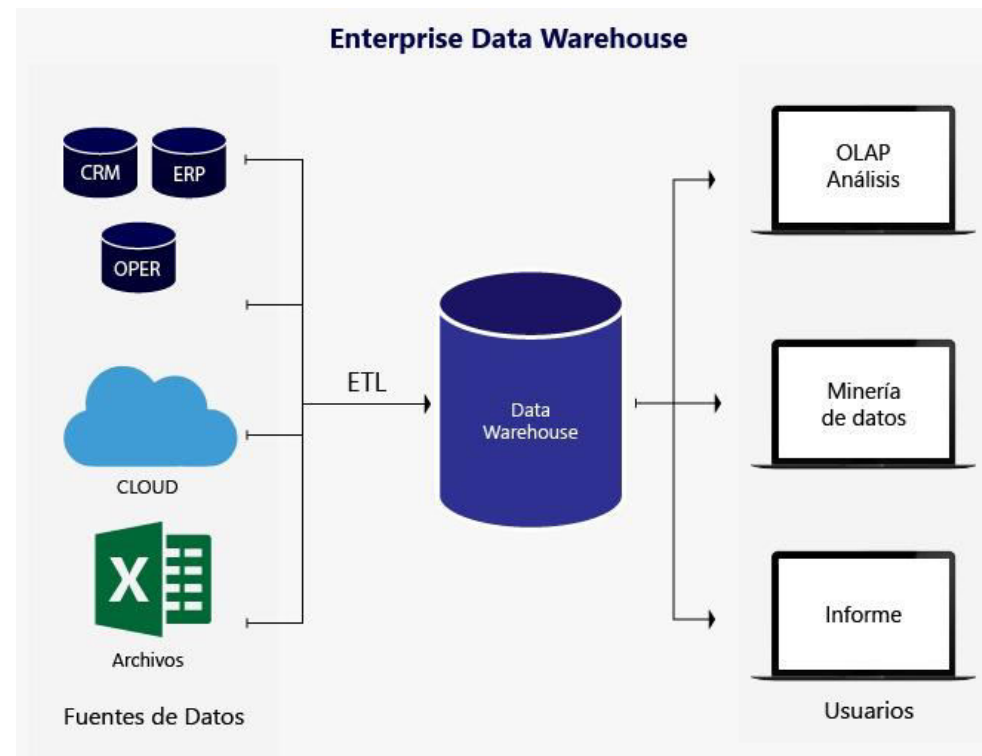 Enterprise Data Warehouse
CRM
ERP
OPER
CLOUD
X
Archivos
Fuentes de Datos
ETL
Data
Warehouse
OLAP
Análisis
Minería
de datos
Informe
Usuarios